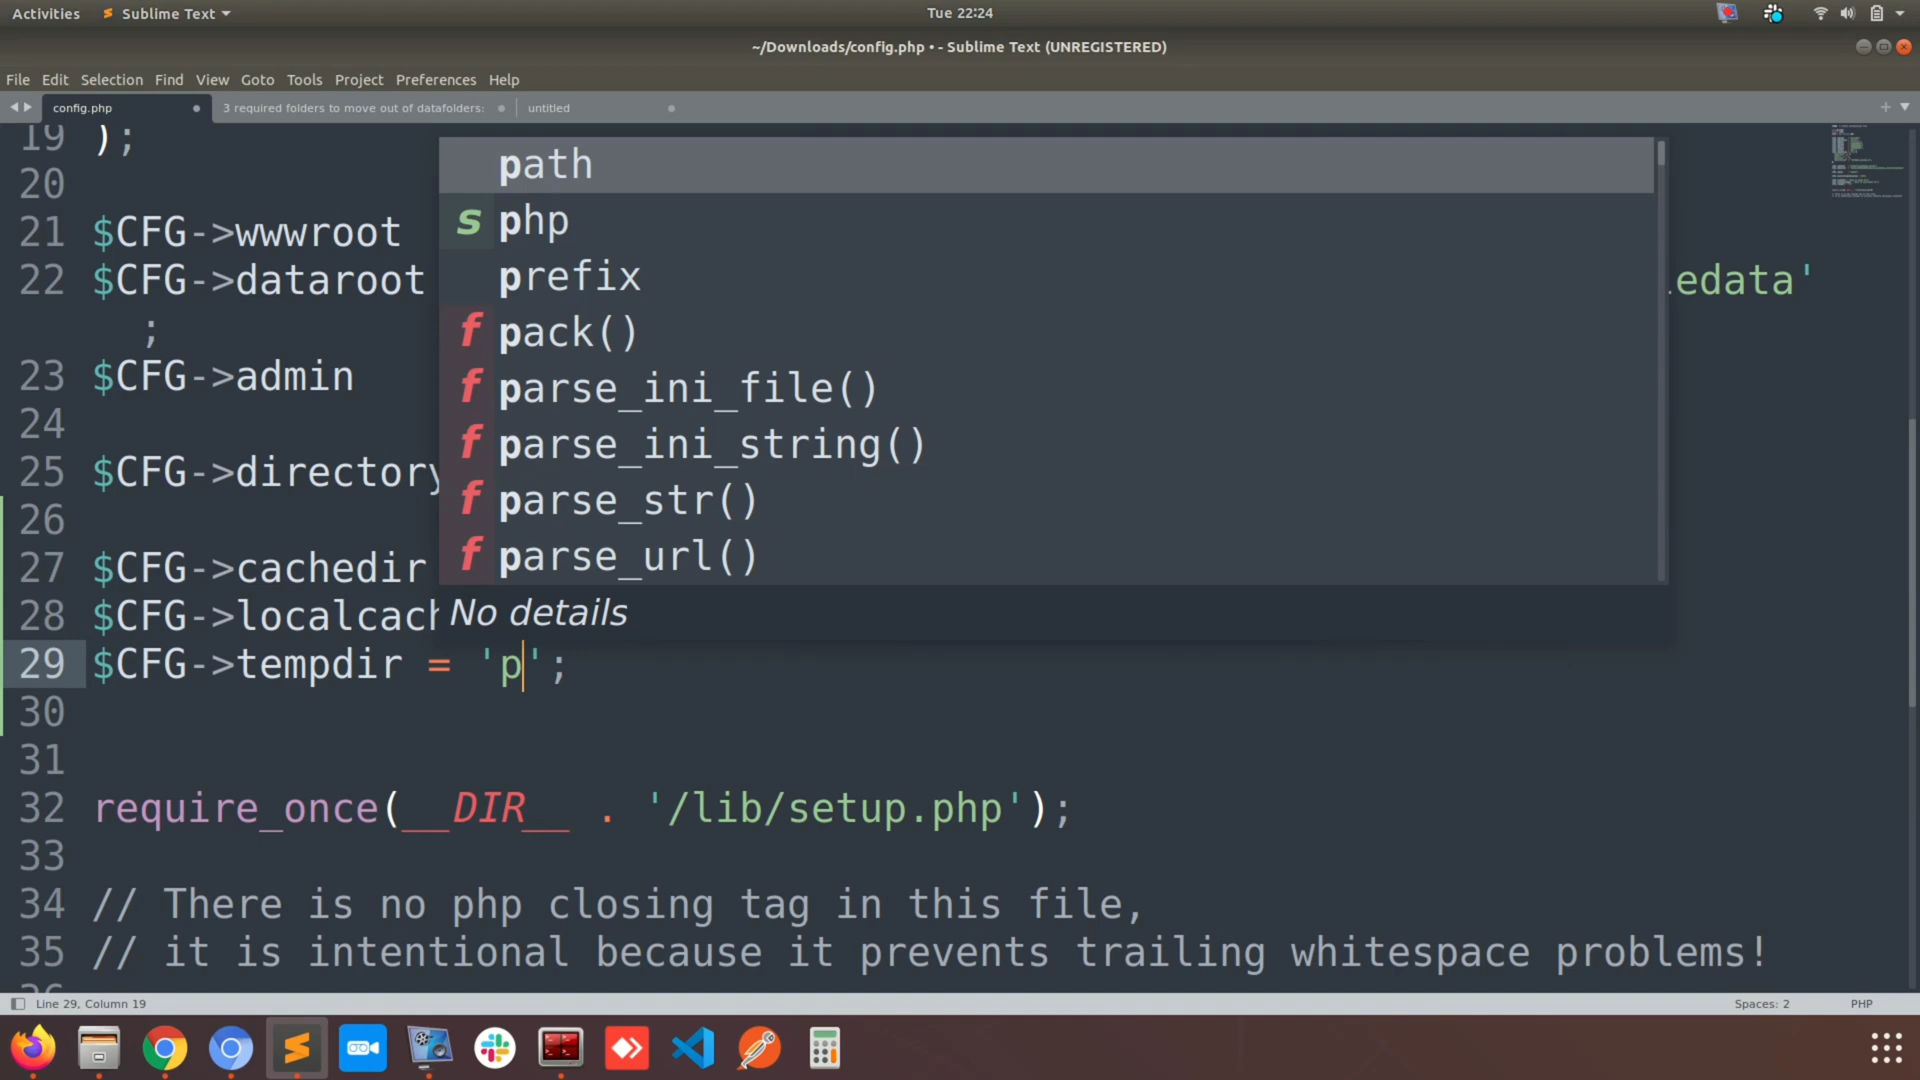 Activities Sublime Text Tue 22:24
~/Downloads/config.php • - Sublime Text (UNREGISTERED)
File Edit Selection Find View Goto Tools Project Preferences Help
config.php 3 required folders to move out of datafolders: untitled
19 );
20
21 $CFG->wwwroot
22 $CFG->dataroot edata'
;
23 $CFG->admin
24
25 $CFG->directory
26
27 $CFG->cachedir
28 $CFG->localcach
29 $CFG->tempdir = 'p';
30
31
32 require_once(__DIR__ . '/lib/setup.php');
33
34 // There is no php closing tag in this file,
35 // it is intentional because it prevents trailing whitespace problems!
path
s php
prefix
f pack()
f parse_ini_file()
f parse_ini_string()
f parse_str()
f parse_url()
No details
Line 29, Column 19 Spaces: 2 PHP